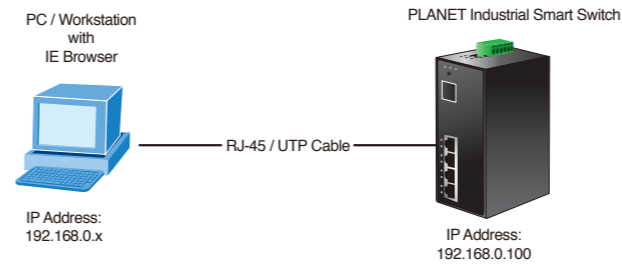 PC / Workstation
with
IE Browser
PLANET Industrial Smart Switch
RJ-45 / UTP Cable
IP Address:
192.168.0.x
IP Address:
192.168.0.100